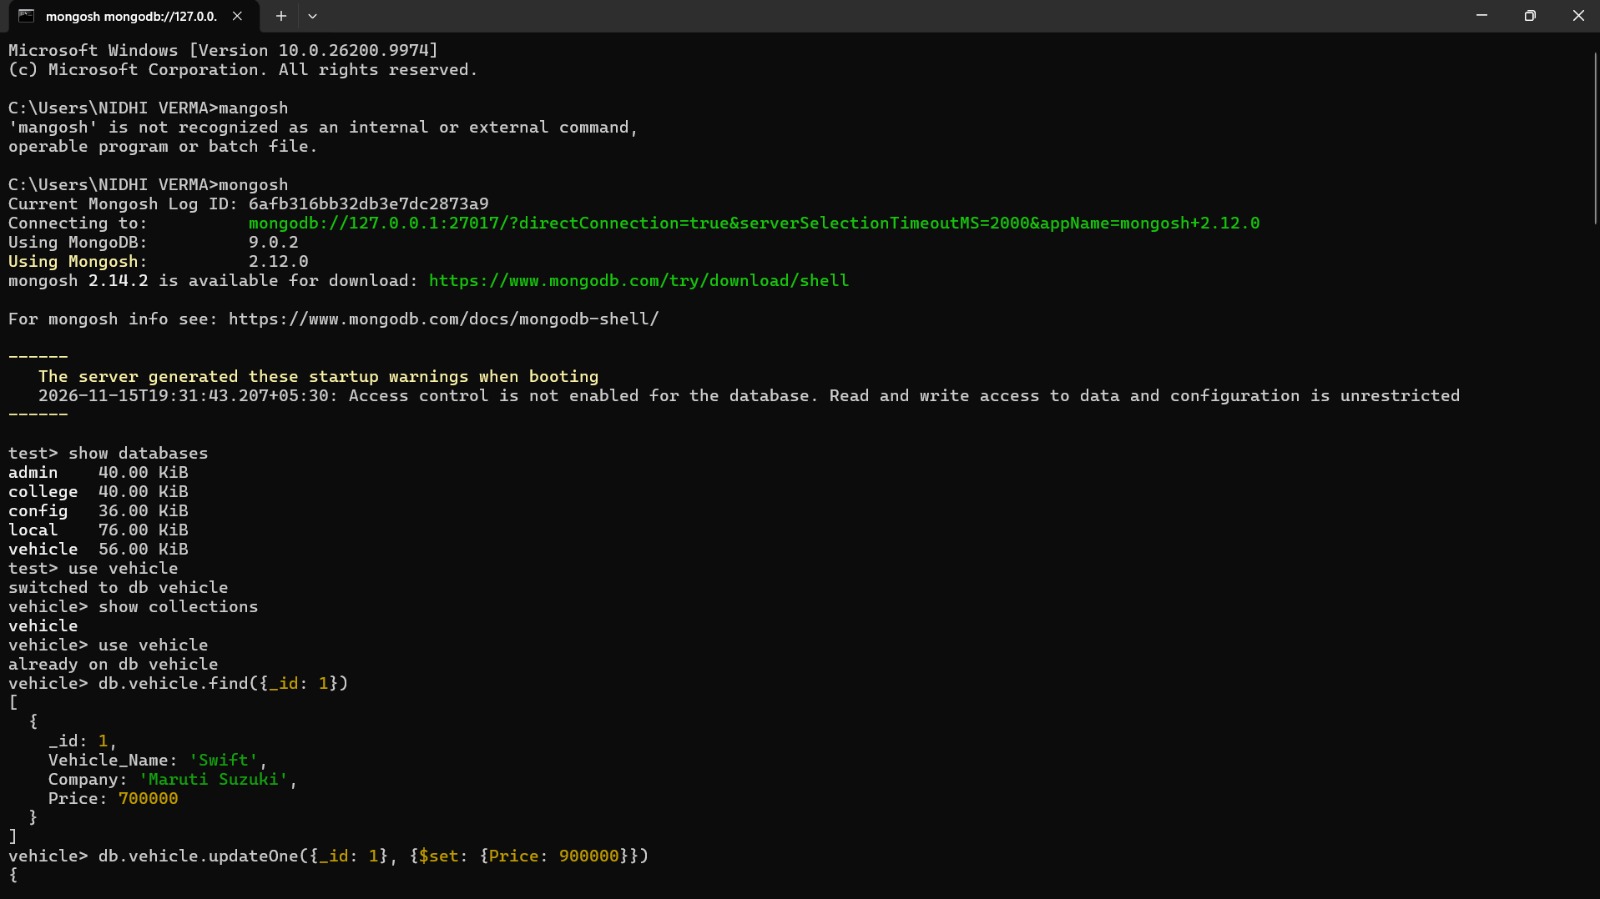 mongosh mongodb://127.0.0.
Microsoft Windows [Version 10.0.26200.9974]
(c) Microsoft Corporation. All rights reserved.
C:\Users\NIDHI VERMA>mangosh
'mangosh' is not recognized as an internal or external command,
operable program or batch file.
C:\Users\NIDHI VERMA>mongosh
Current Mongosh Log ID: 6afb316bb32db3e7dc2873a9
Connecting to:          mongodb://127.0.0.1:27017/?directConnection=true&serverSelectionTimeoutMS=2000&appName=mongosh+2.12.0
Using MongoDB:          9.0.2
Using Mongosh:          2.12.0
mongosh 2.14.2 is available for download: https://www.mongodb.com/try/download/shell
For mongosh info see: https://www.mongodb.com/docs/mongodb-shell/
------
   The server generated these startup warnings when booting
   2026-11-15T19:31:43.207+05:30: Access control is not enabled for the database. Read and write access to data and configuration is unrestricted
------
test> show databases
admin    40.00 KiB
college  40.00 KiB
config   36.00 KiB
local    76.00 KiB
vehicle  56.00 KiB
test> use vehicle
switched to db vehicle
vehicle> show collections
vehicle
vehicle> use vehicle
already on db vehicle
vehicle> db.vehicle.find({_id: 1})
[
  {
    _id: 1,
    Vehicle_Name: 'Swift',
    Company: 'Maruti Suzuki',
    Price: 700000
  }
]
vehicle> db.vehicle.updateOne({_id: 1}, {$set: {Price: 900000}})
{